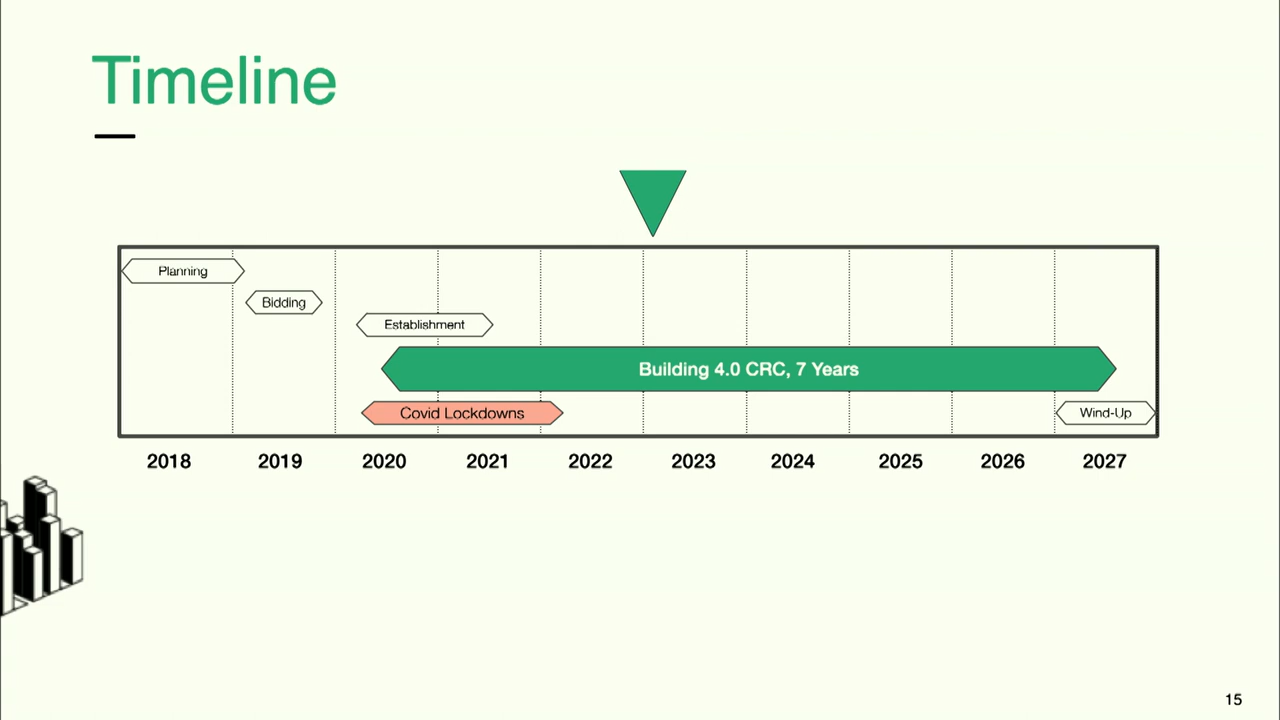 Timeline
Planning
Bidding
Establishment
Building 4.0 CRC, 7 Years
Covid Lockdowns
Wind-Up
2018 2019 2020 2021 2022 2023 2024 2025 2026 2027
15